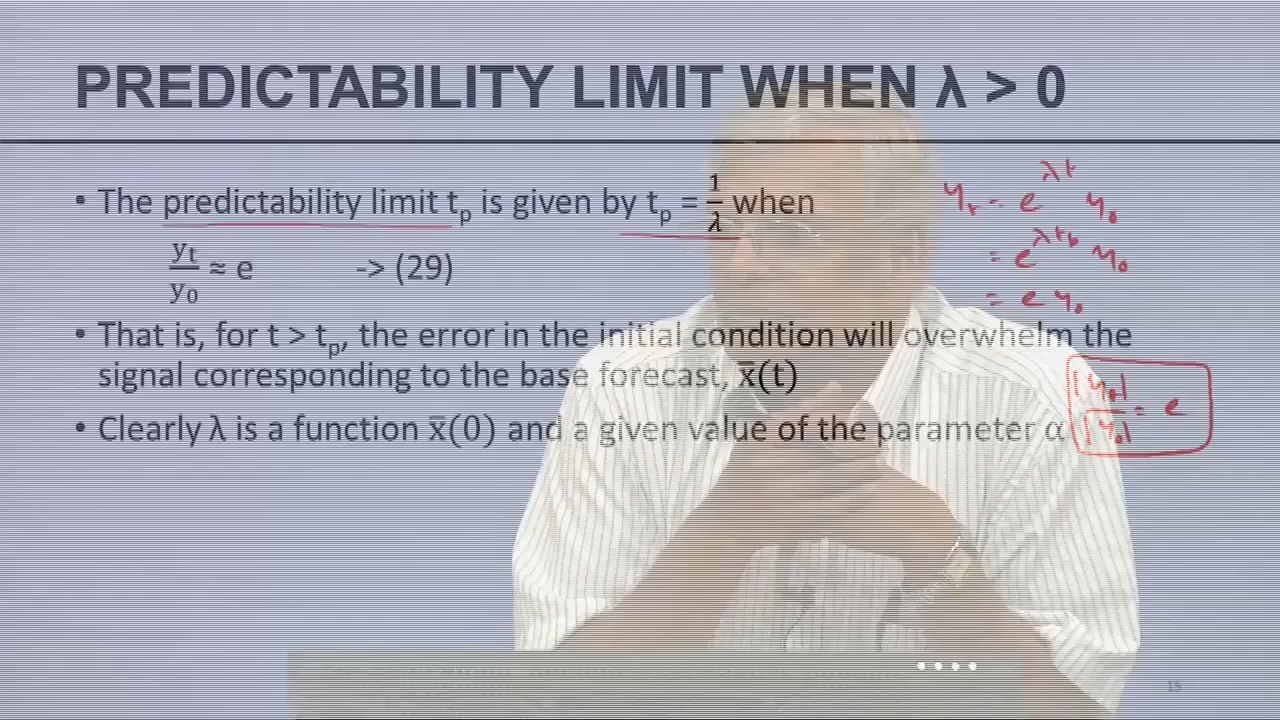 PREDICTABILITY LIMIT WHEN λ > 0
• The predictability limit tₚ is given by tₚ = 1/λ when
yₜ/y₀ ≈ e -> (29)
• That is, for t > tₚ, the error in the initial condition will overwhelm the
signal corresponding to the base forecast, x̅(t)
• Clearly λ is a function x̅(0) and a given value of the parameter α
yₜ = e^λt y₀
= e^λtₚ y₀
= e y₀
= e
15